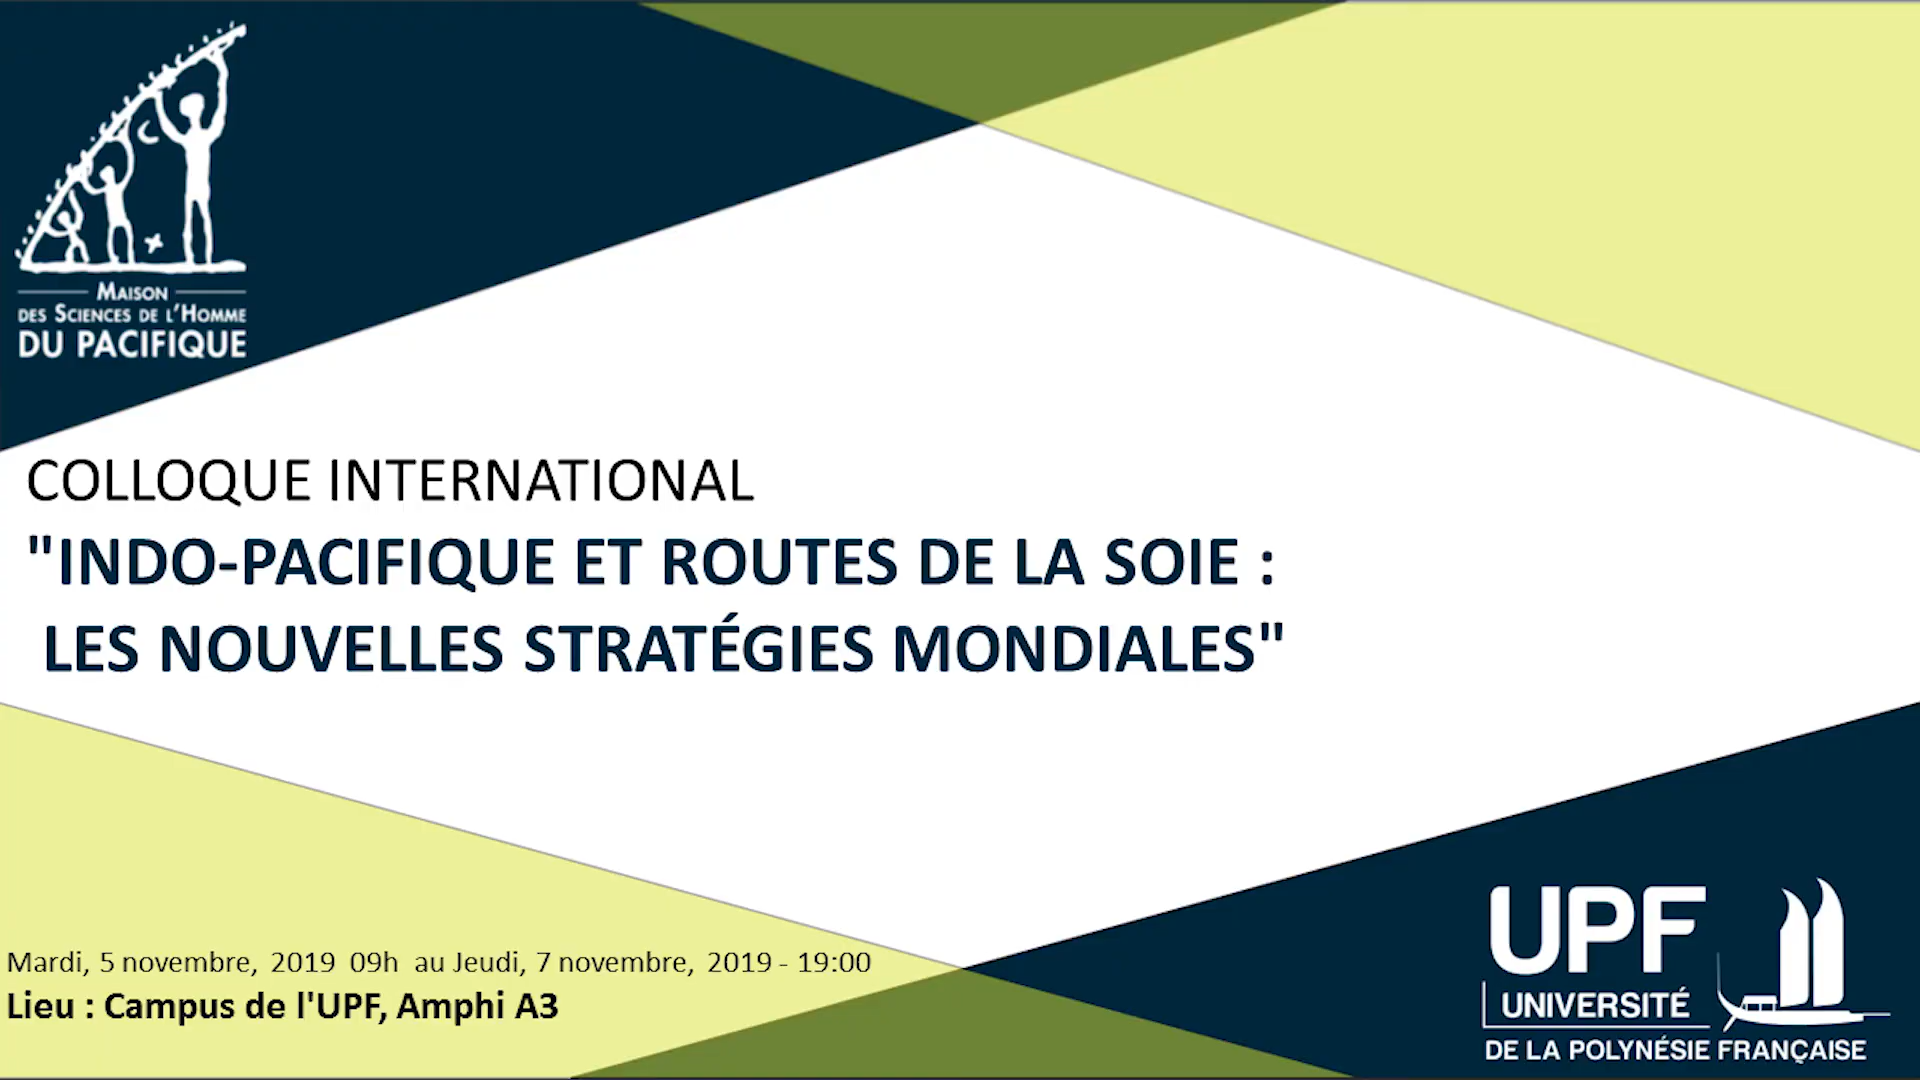 MAISON
DES SCIENCES DE L'HOMME
DU PACIFIQUE
COLLOQUE INTERNATIONAL
"INDO-PACIFIQUE ET ROUTES DE LA SOIE :
LES NOUVELLES STRATÉGIES MONDIALES"
Mardi, 5 novembre, 2019 09h au Jeudi, 7 novembre, 2019 - 19:00
Lieu : Campus de l'UPF, Amphi A3
UPF
UNIVERSITÉ
DE LA POLYNÉSIE FRANÇAISE